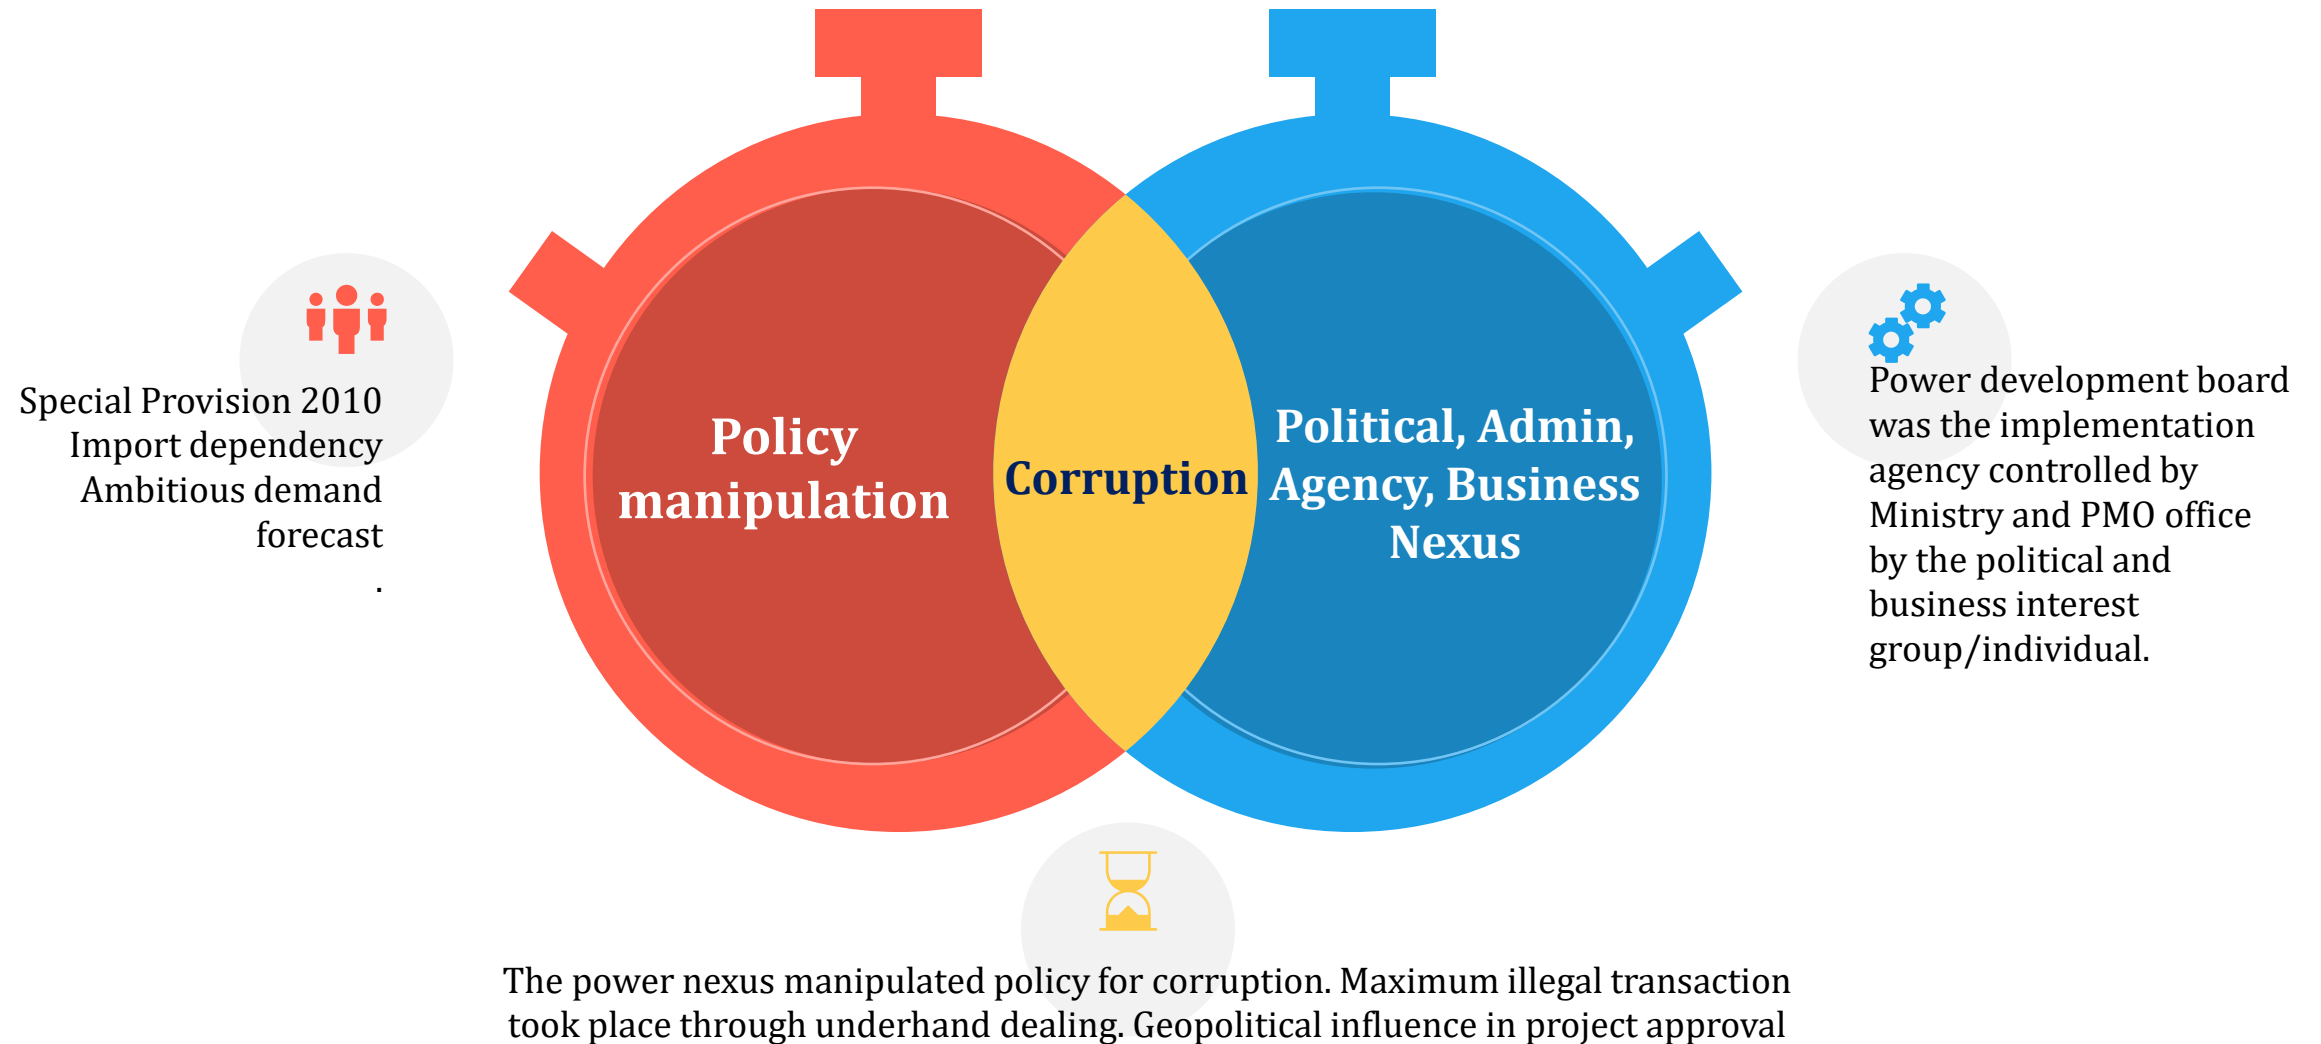 Special Provision 2010
Import dependency
Ambitious demand
forecast
.
Policy
manipulation
Corruption
Political, Admin,
Agency, Business
Nexus
Power development board
was the implementation
agency controlled by
Ministry and PMO office
by the political and
business interest
group/individual.
The power nexus manipulated policy for corruption. Maximum illegal transaction
took place through underhand dealing. Geopolitical influence in project approval